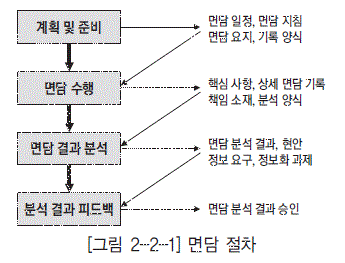 계획 및 준비
면담 일정, 면담 지침
면담 요지, 기록 양식
면담 수행
핵심 사항, 상세 면담 기록
책임 소재, 분석 양식
면담 결과 분석
면담 분석 결과, 현안
정보 요구, 정보화 과제
분석 결과 피드백
면담 분석 결과 승인
[그림 2-2-1] 면담 절차